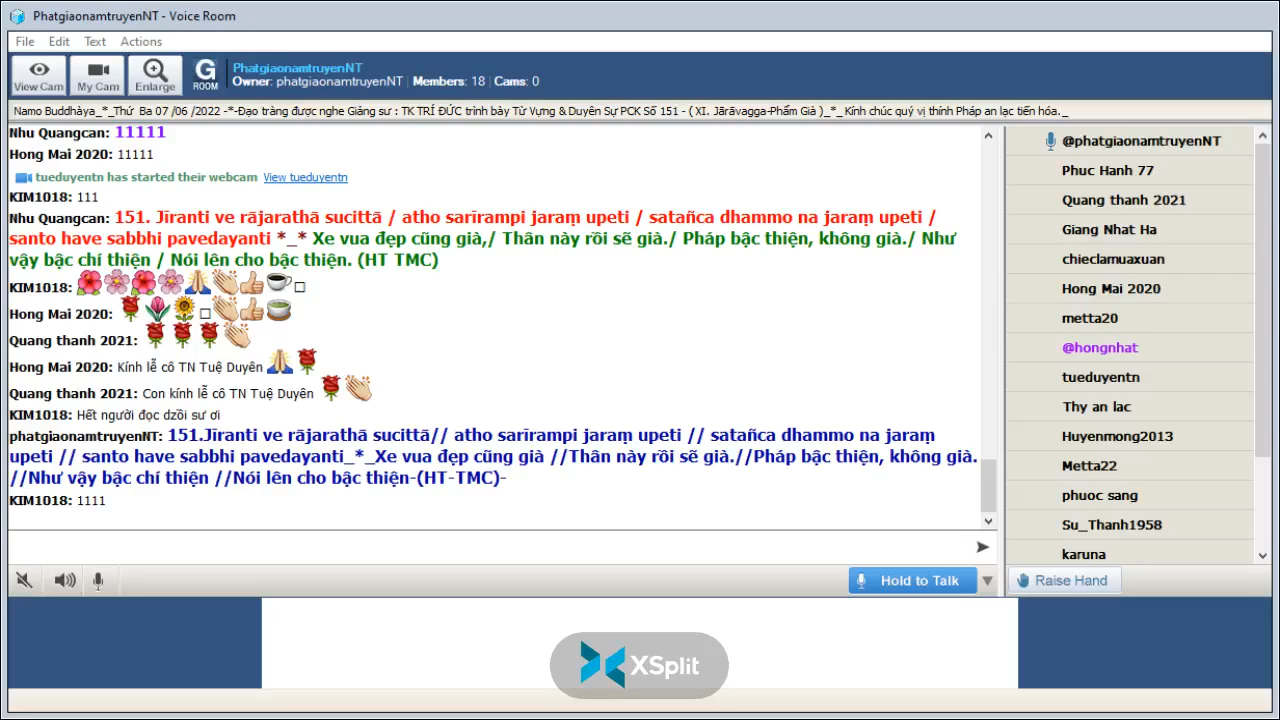 PhatgiaonamtruyenNT - Voice Room
File Edit Text Actions
View Cam My Cam Enlarge G ROOM
PhatgiaonamtruyenNT
Owner: phatgiaonamtruyenNT | Members: 18 | Cams: 0
Namo Buddhàya_*_Thứ Ba 07 /06 /2022 -*-Đạo tràng được nghe Giảng sư : TK TRÍ ĐỨC trình bày Từ Vựng & Duyên Sự PCK Số 151 - ( XI. Jārāvagga-Phẩm Già )_*_Kính chúc quý vị thính Pháp an lạc tiến hóa._
Nhu Quangcan: 11111
Hong Mai 2020: 11111
tueduyentn has started their webcam View tueduyentn
KIM1018: 111
Nhu Quangcan: 151. Jīranti ve rājarathā sucittā / atho sarīrampi jaraṃ upeti / satañca dhammo na jaraṃ upeti /
santo have sabbhi pavedayanti *_* Xe vua đẹp cũng già,/ Thân này rồi sẽ già./ Pháp bậc thiện, không già./ Như
vậy bậc chí thiện / Nói lên cho bậc thiện. (HT TMC)
KIM1018:
Hong Mai 2020:
Quang thanh 2021:
Hong Mai 2020: Kính lễ cô TN Tuệ Duyên
Quang thanh 2021: Con kính lễ cô TN Tuệ Duyên
KIM1018: Hết người đọc dzồi sư ơi
phatgiaonamtruyenNT: 151.Jīranti ve rājarathā sucittā// atho sarīrampi jaraṃ upeti // satañca dhammo na jaraṃ
upeti // santo have sabbhi pavedayanti_*_Xe vua đẹp cũng già //Thân này rồi sẽ già.//Pháp bậc thiện, không già.
//Như vậy bậc chí thiện //Nói lên cho bậc thiện-(HT-TMC)-
KIM1018: 1111
@phatgiaonamtruyenNT
Phuc Hanh 77
Quang thanh 2021
Giang Nhat Ha
chieclamuaxuan
Hong Mai 2020
metta20
@hongnhat
tueduyentn
Thy an lac
Huyenmong2013
Metta22
phuoc sang
Su_Thanh1958
karuna
Hold to Talk
Raise Hand
XSplit